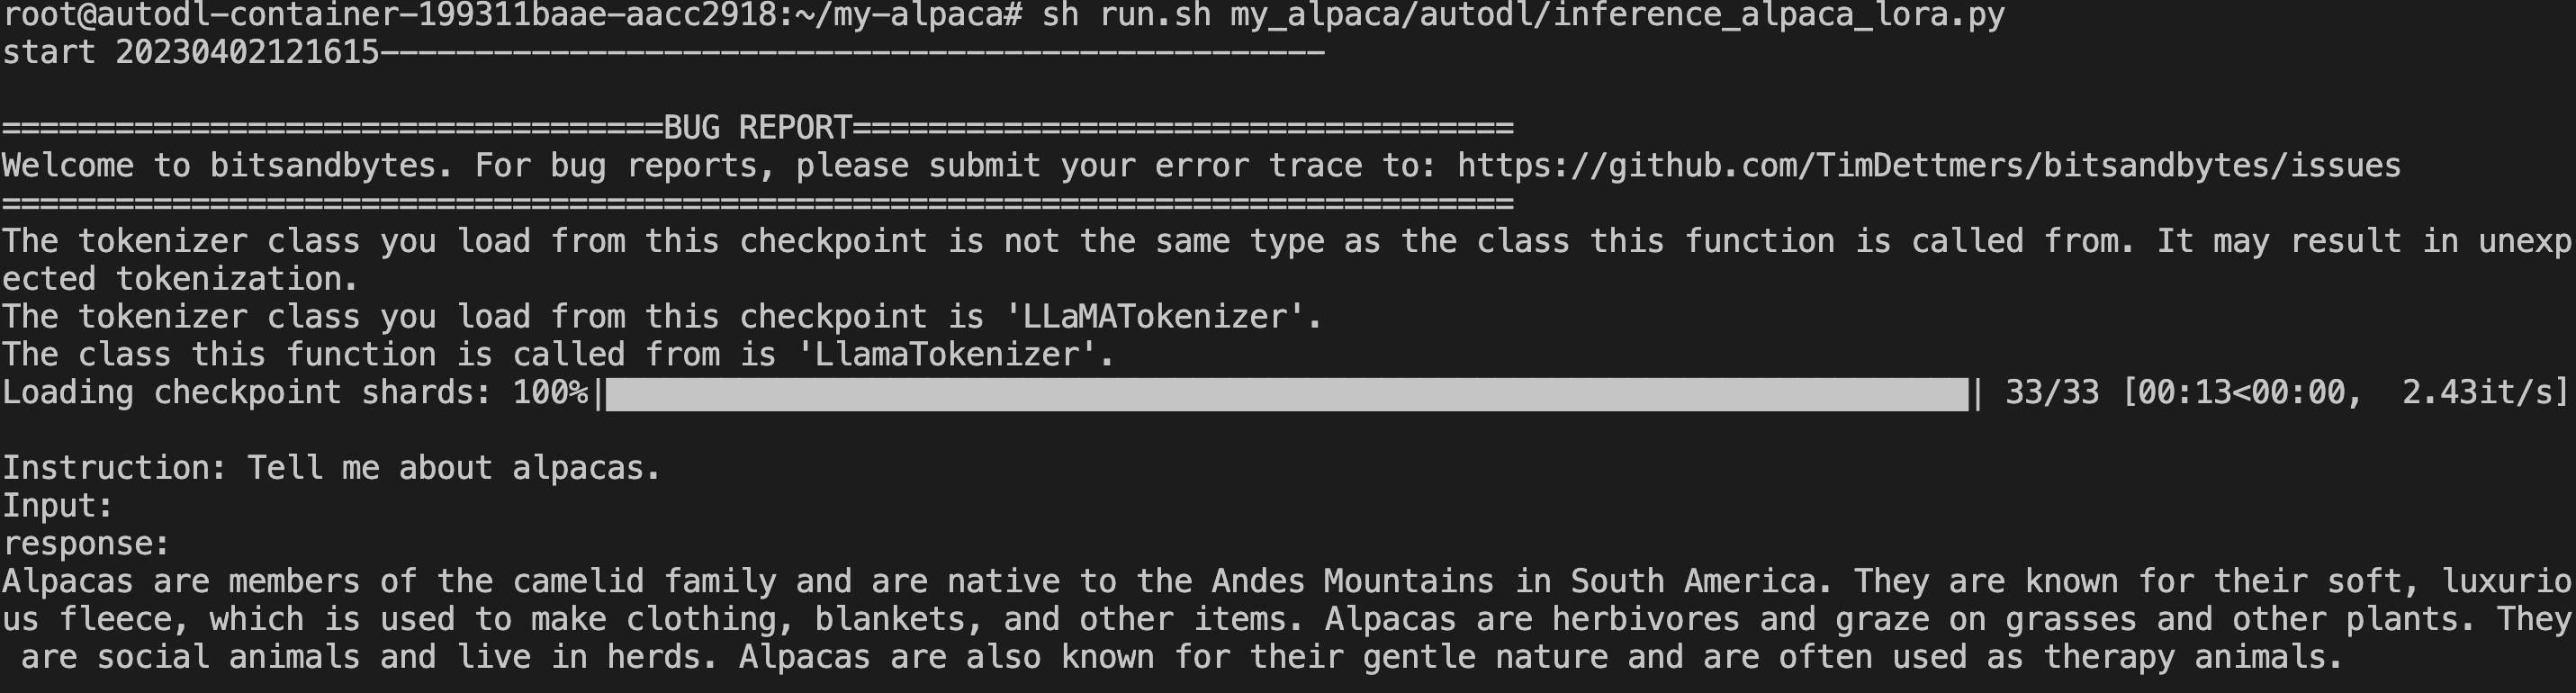 root@autodl-container-199311baae-aacc2918:~/my-alpaca# sh run.sh my_alpaca/autodl/inference_alpaca_lora.py
start 20230402121615--------------------------------------------------
===================================BUG REPORT===================================
Welcome to bitsandbytes. For bug reports, please submit your error trace to: https://github.com/TimDettmers/bitsandbytes/issues
================================================================================
The tokenizer class you load from this checkpoint is not the same type as the class this function is called from. It may result in unexp
ected tokenization.
The tokenizer class you load from this checkpoint is 'LLaMATokenizer'.
The class this function is called from is 'LlamaTokenizer'.
Loading checkpoint shards: 100%|██████████████████████████████████████████████████████████████████████| 33/33 [00:13<00:00,  2.43it/s]
Instruction: Tell me about alpacas.
Input:
response:
Alpacas are members of the camelid family and are native to the Andes Mountains in South America. They are known for their soft, luxurio
us fleece, which is used to make clothing, blankets, and other items. Alpacas are herbivores and graze on grasses and other plants. They
 are social animals and live in herds. Alpacas are also known for their gentle nature and are often used as therapy animals.